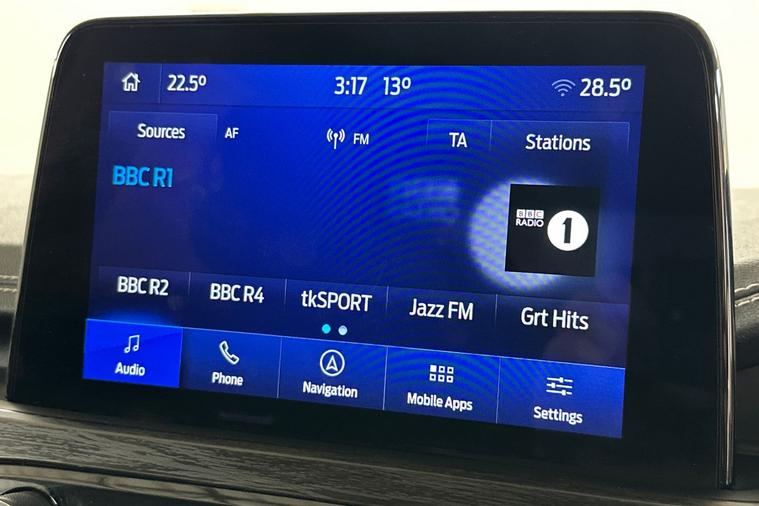 22.5° 3:17 13° 28.5°
Sources AF FM TA Stations
BBC R1
BBC
RADIO 1
BBC R2 BBC R4 tkSPORT Jazz FM Grt Hits
Audio Phone Navigation Mobile Apps Settings